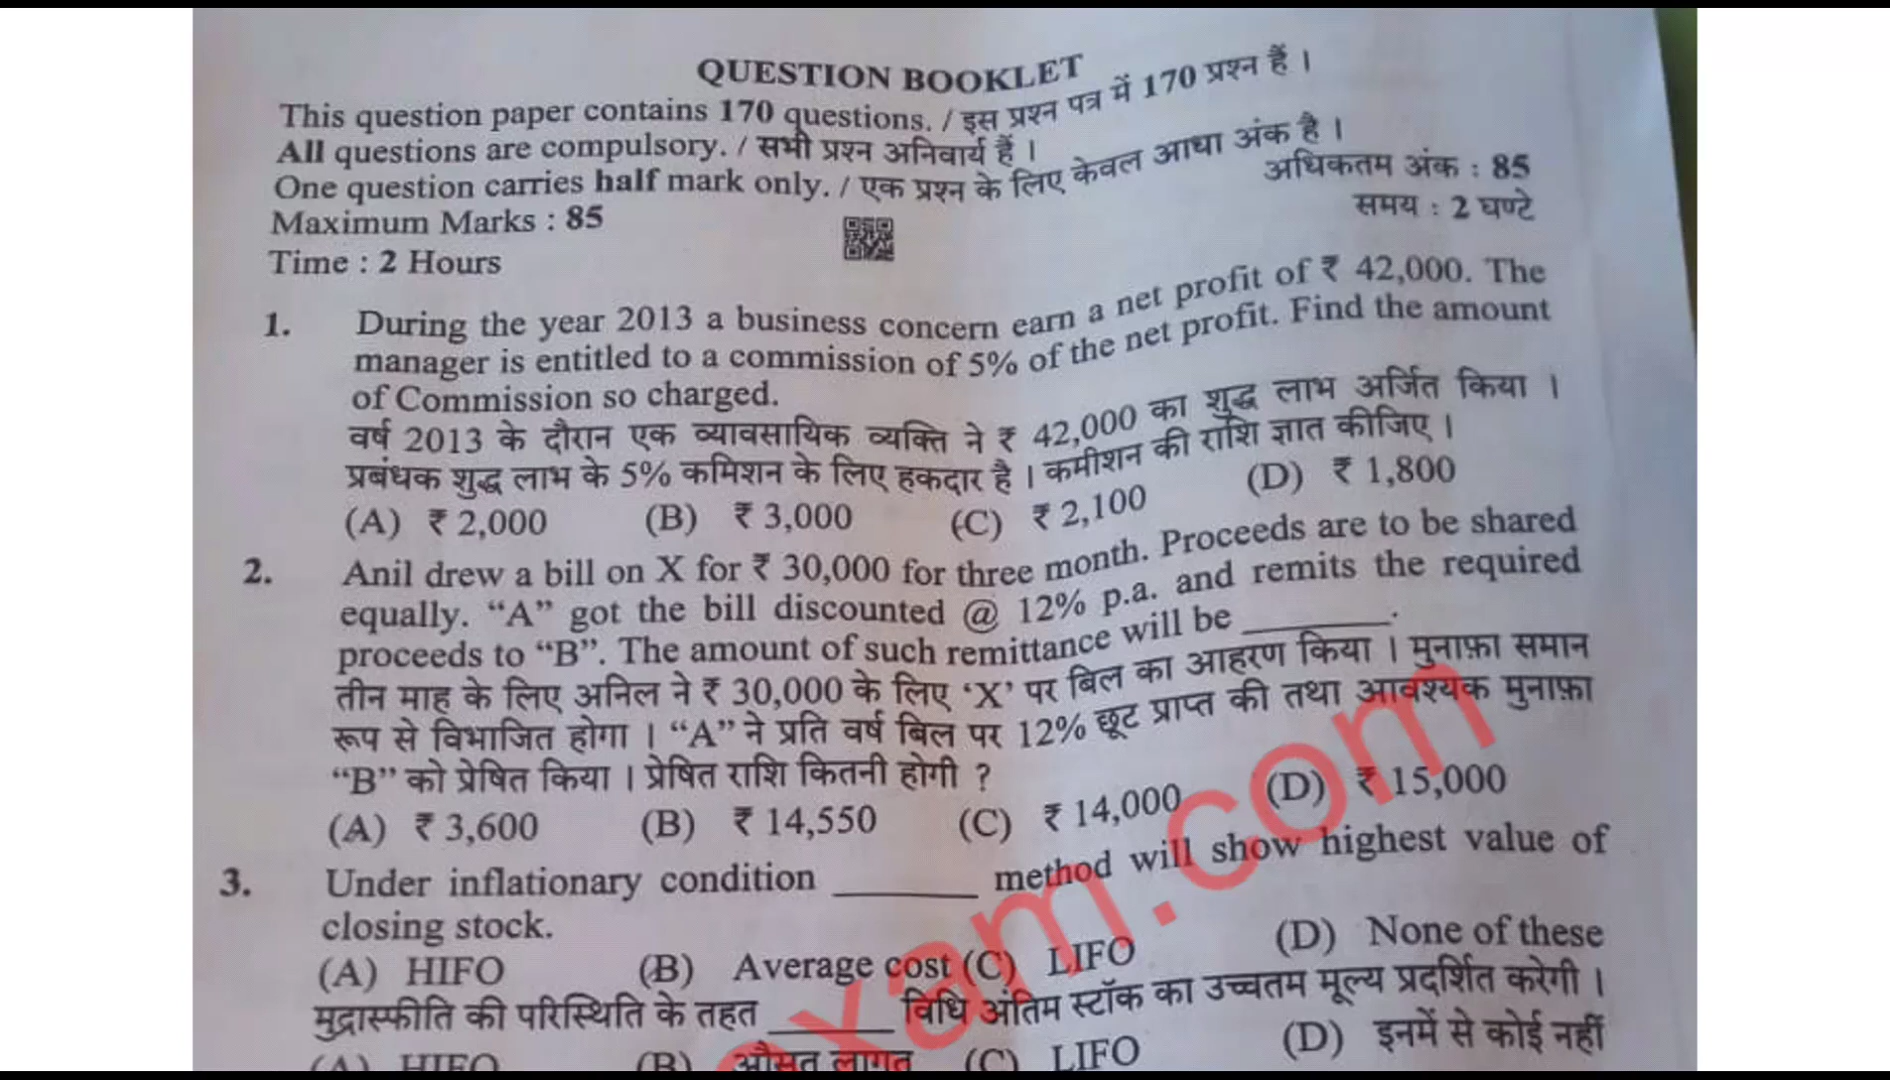 QUESTION BOOKLET
This question paper contains 170 questions. / इस प्रश्न पत्र में 170 प्रश्न हैं ।
All questions are compulsory. / सभी प्रश्न अनिवार्य हैं ।
One question carries half mark only. / एक प्रश्न के लिए केवल आधा अंक है ।
Maximum Marks : 85 अधिकतम अंक : 85
Time : 2 Hours समय : 2 घण्टे
1. During the year 2013 a business concern earn a net profit of ₹ 42,000. The
manager is entitled to a commission of 5% of the net profit. Find the amount
of Commission so charged.
वर्ष 2013 के दौरान एक व्यावसायिक व्यक्ति ने ₹ 42,000 का शुद्ध लाभ अर्जित किया ।
प्रबंधक शुद्ध लाभ के 5% कमिशन के लिए हकदार है । कमीशन की राशि ज्ञात कीजिए ।
(A) ₹ 2,000 (B) ₹ 3,000 (C) ₹ 2,100 (D) ₹ 1,800
2. Anil drew a bill on X for ₹ 30,000 for three month. Proceeds are to be shared
equally. “A” got the bill discounted @ 12% p.a. and remits the required
proceeds to “B”. The amount of such remittance will be ________.
तीन माह के लिए अनिल ने ₹ 30,000 के लिए ‘X’ पर बिल का आहरण किया । मुनाफ़ा समान
रूप से विभाजित होगा । “A” ने प्रति वर्ष बिल पर 12% छूट प्राप्त की तथा आवश्यक मुनाफ़ा
“B” को प्रेषित किया । प्रेषित राशि कितनी होगी ?
(A) ₹ 3,600 (B) ₹ 14,550 (C) ₹ 14,000 (D) ₹ 15,000
3. Under inflationary condition ________ method will show highest value of
closing stock.
(A) HIFO (B) Average cost (C) LIFO (D) None of these
मुद्रास्फीति की परिस्थिति के तहत ________ विधि अंतिम स्टॉक का उच्चतम मूल्य प्रदर्शित करेगी ।
(A) HIFO (B) औसत लागत (C) LIFO (D) इनमें से कोई नहीं
exam.com